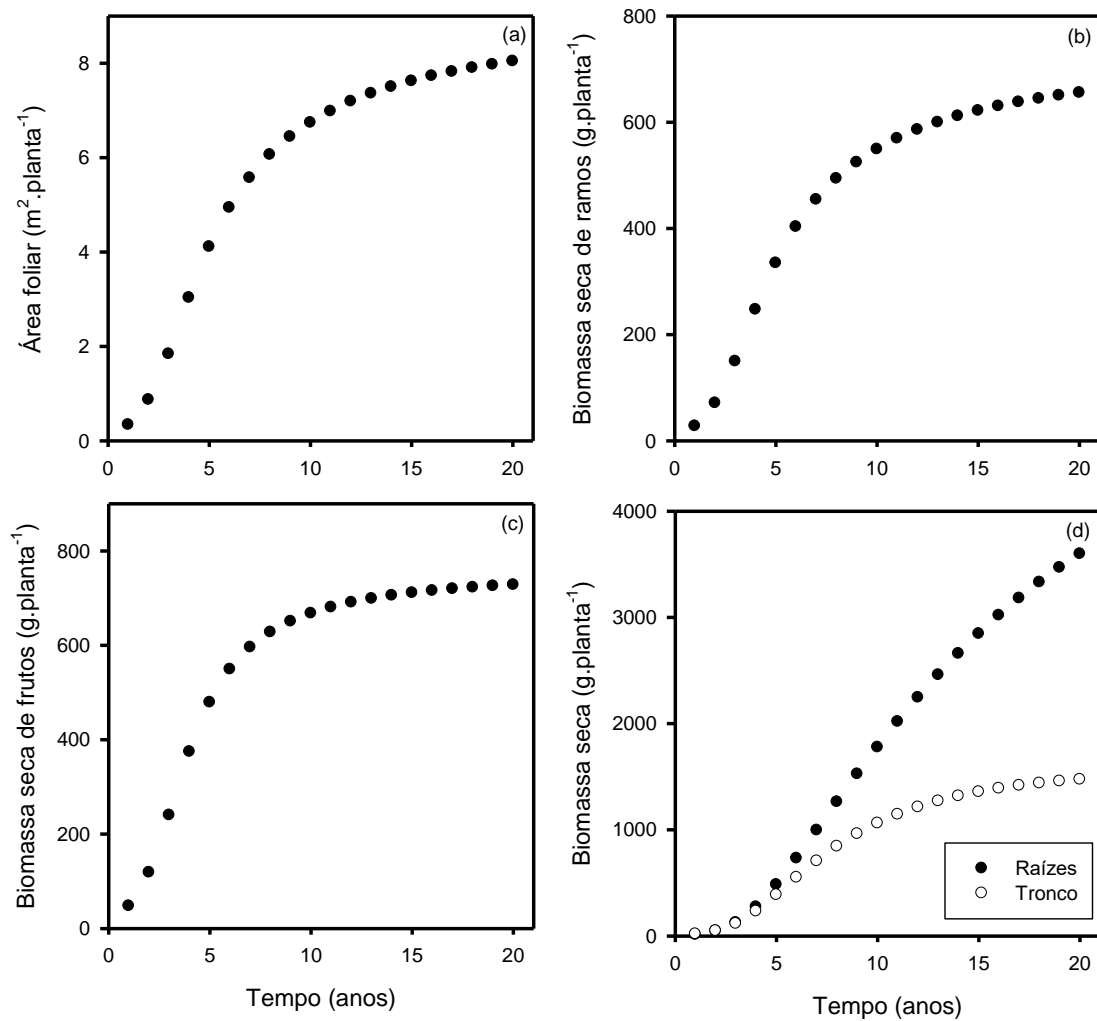 (a)
Área foliar (m².planta⁻¹)
8
6
4
2
0
0 5 10 15 20
(b)
Biomassa seca de ramos (g.planta⁻¹)
800
600
400
200
0
0 5 10 15 20
(c)
Biomassa seca de frutos (g.planta⁻¹)
800
600
400
200
0
0 5 10 15 20
Tempo (anos)
(d)
Biomassa seca (g.planta⁻¹)
4000
3000
2000
1000
0
0 5 10 15 20
Raízes
Tronco
Tempo (anos)